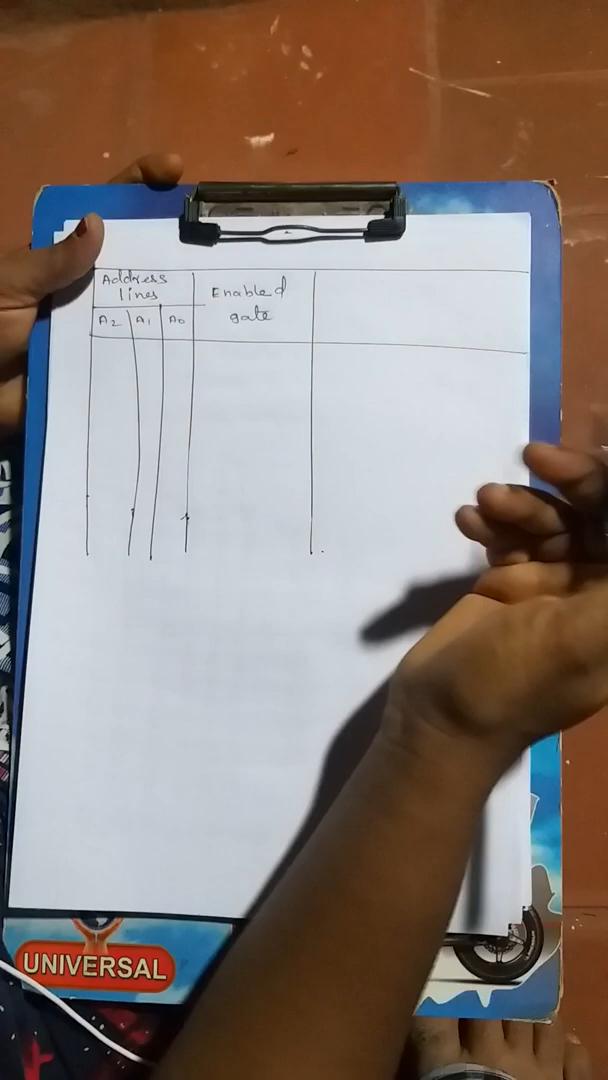 Address
lines
Enabled
gate
A2 A1 A0
UNIVERSAL